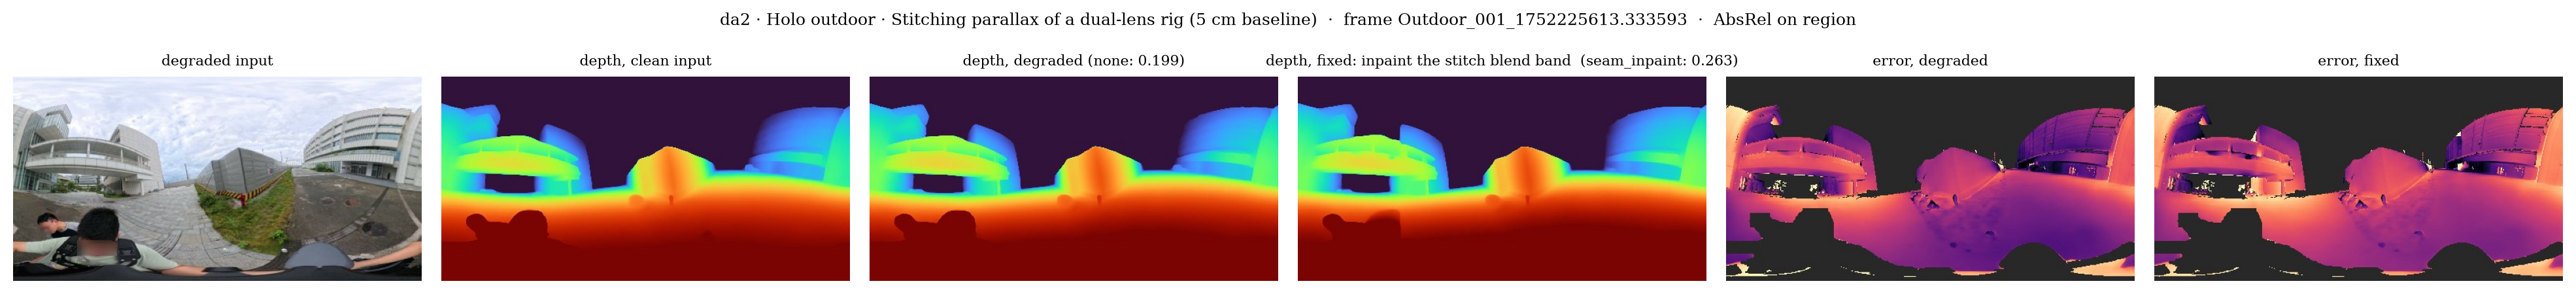 da2 · Holo outdoor · Stitching parallax of a dual-lens rig (5 cm baseline) · frame Outdoor_001_1752225613.333593 · AbsRel on region
degraded input
depth, clean input
depth, degraded (none: 0.199)
depth, fixed: inpaint the stitch blend band (seam_inpaint: 0.263)
error, degraded
error, fixed